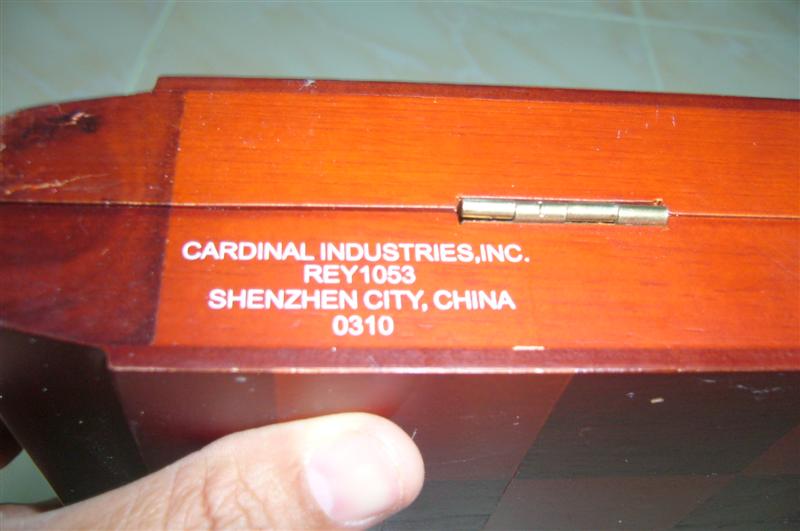 CARDINAL INDUSTRIES,INC.
REY1053
SHENZHEN CITY, CHINA
0310